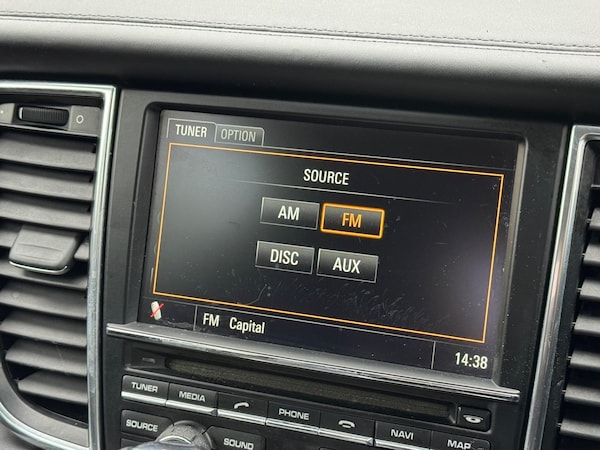 TUNER OPTION
SOURCE
AM FM
DISC AUX
FM Capital
14:38
TUNER MEDIA PHONE NAVI MAP
SOURCE SOUND